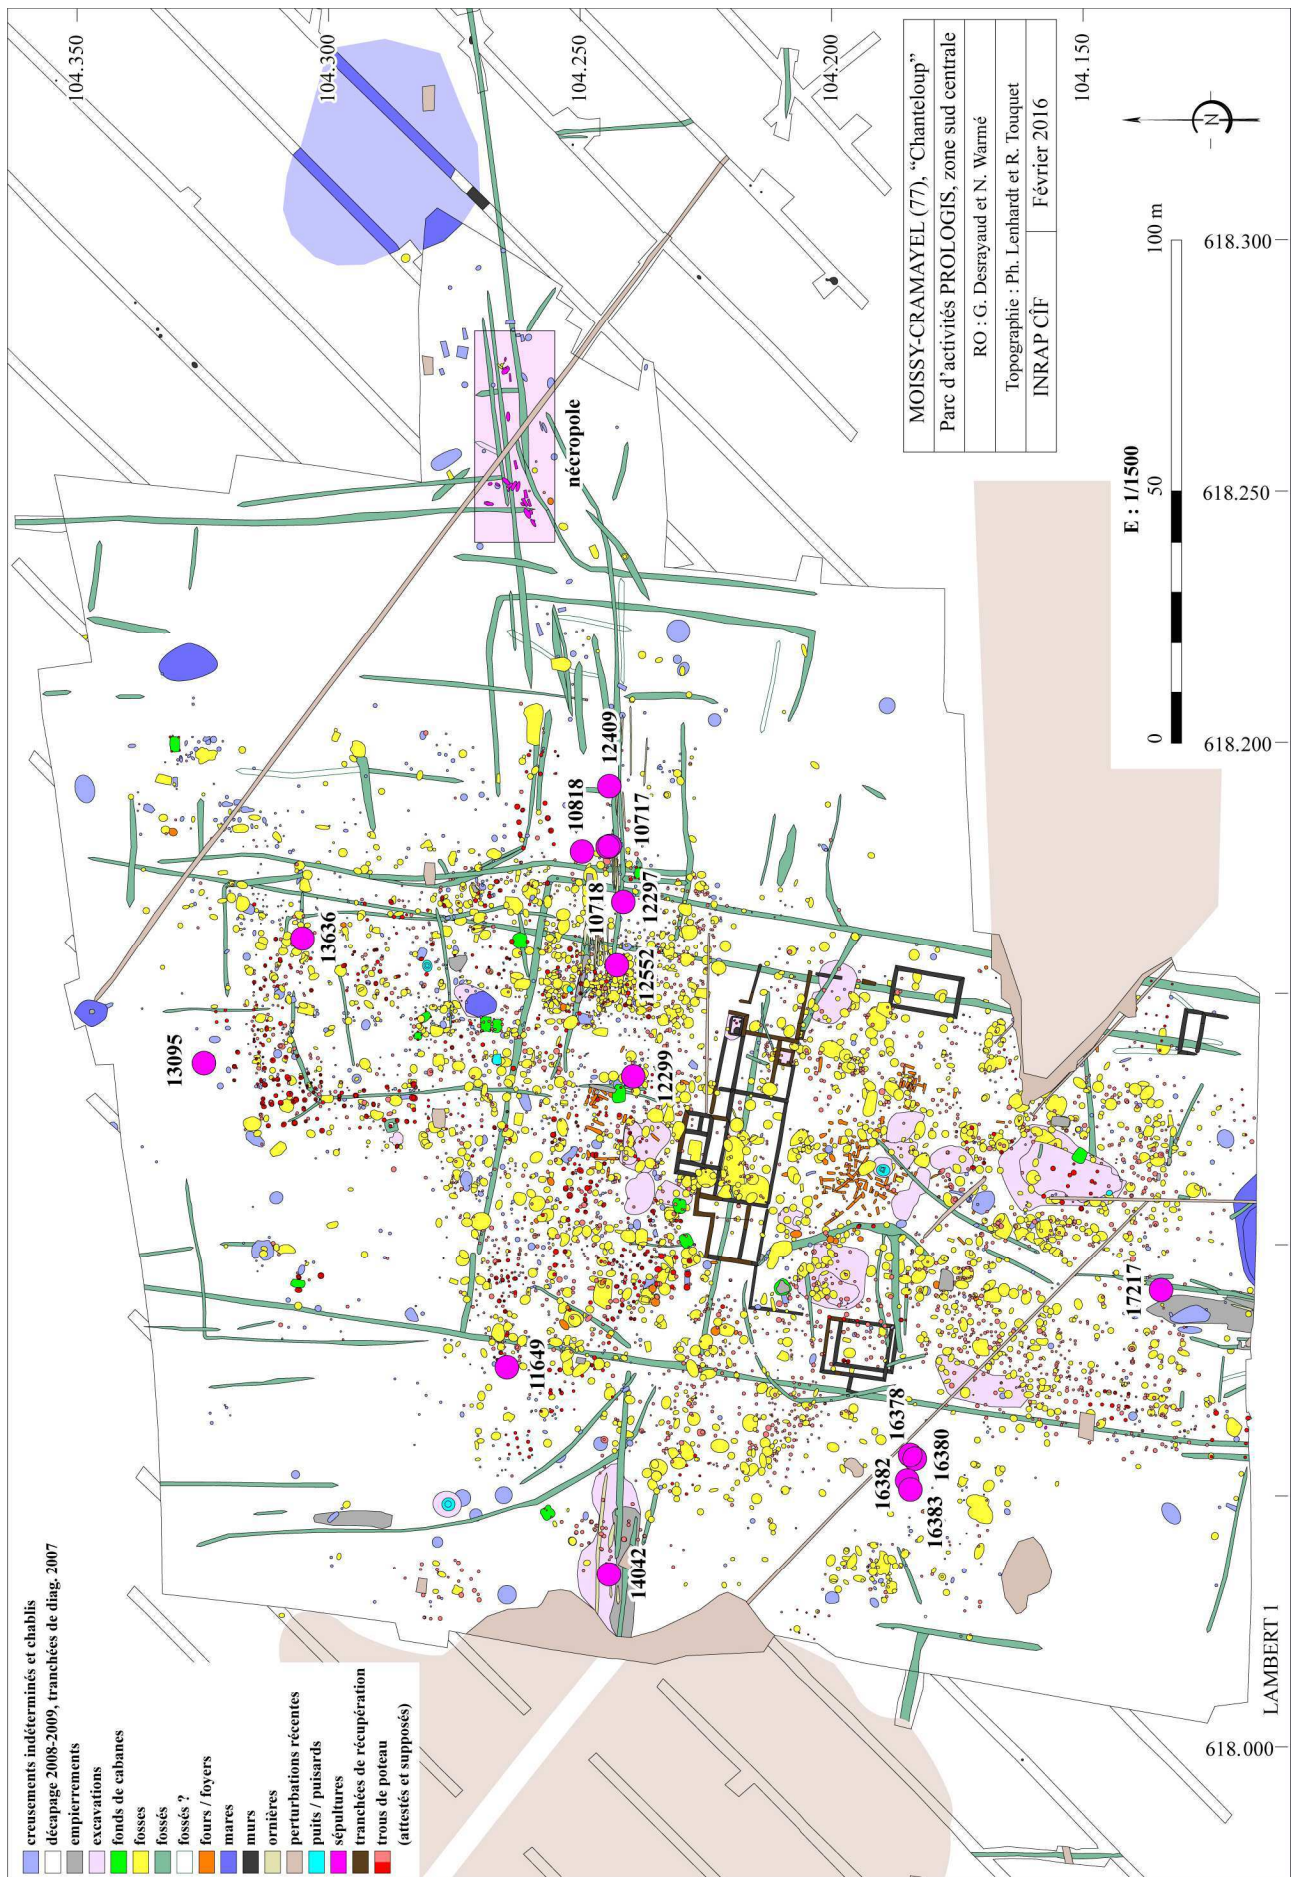 creusements indéterminés et chablis
décapage 2008-2009, tranchées de diag. 2007
empierrements
excavations
fonds de cabanes
fosses
fossés
fossés ?
fours / foyers
mares
murs
ornières
perturbations récentes
puits / puisards
sépultures
tranchées de récupération
trous de poteau
(attestés et supposés)
104.350
104.300
104.250
104.200
104.150
nécropole
13095
13636
10818
12409
10717
10718
12297
12552
12299
11649
14042
16378
16380
16382
16383
17217
MOISSY-CRAMAYEL (77), “Chanteloup”
Parc d’activités PROLOGIS, zone sud centrale
RO : G. Desrayaud et N. Warmé
Topographie : Ph. Lenhardt et R. Touquet
INRAP CÎF
Février 2016
N
E : 1/1500
0
50
100 m
618.000
618.200
618.250
618.300
LAMBERT 1